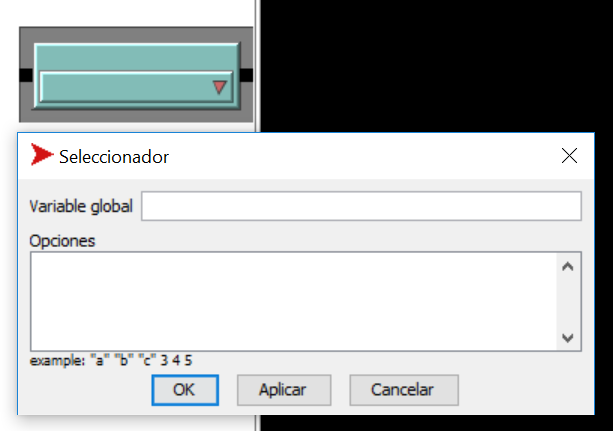 Seleccionador
Variable global
Opciones
example: "a" "b" "c" 3 4 5
OK Aplicar Cancelar